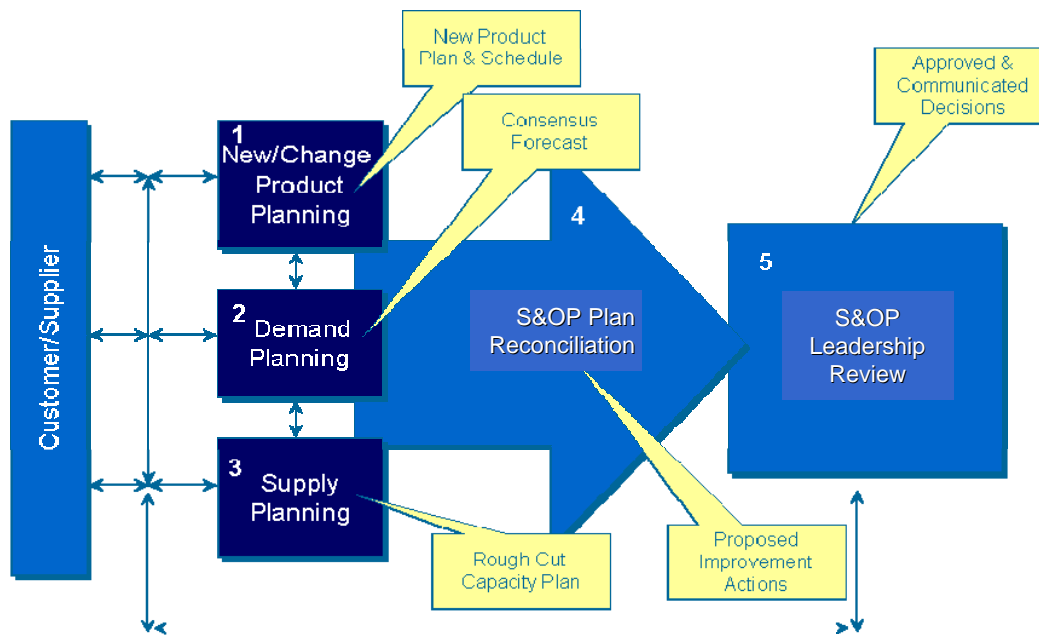 New Product
Plan & Schedule
Approved &
Communicated
Decisions
Consensus
Forecast
Customer/Supplier
1
New/Change
Product
Planning
2
Demand
Planning
3
Supply
Planning
4
S&OP Plan
Reconciliation
5
S&OP
Leadership
Review
Rough Cut
Capacity Plan
Proposed
Improvement
Actions